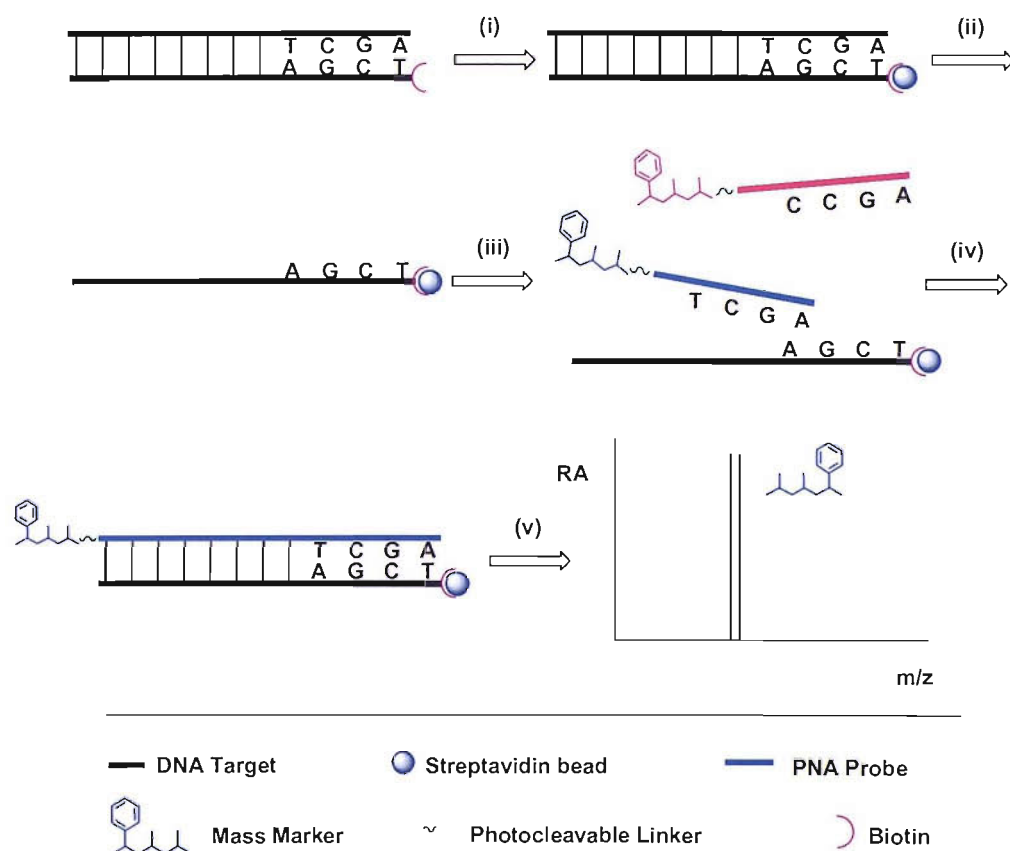 T C G A
A G C T
(i)
T C G A
A G C T
(ii)
C C G A
A G C T
(iii)
T C G A
A G C T
(iv)
T C G A
A G C T
(v)
RA
m/z
DNA Target
Streptavidin bead
PNA Probe
Mass Marker
Photocleavable Linker
Biotin